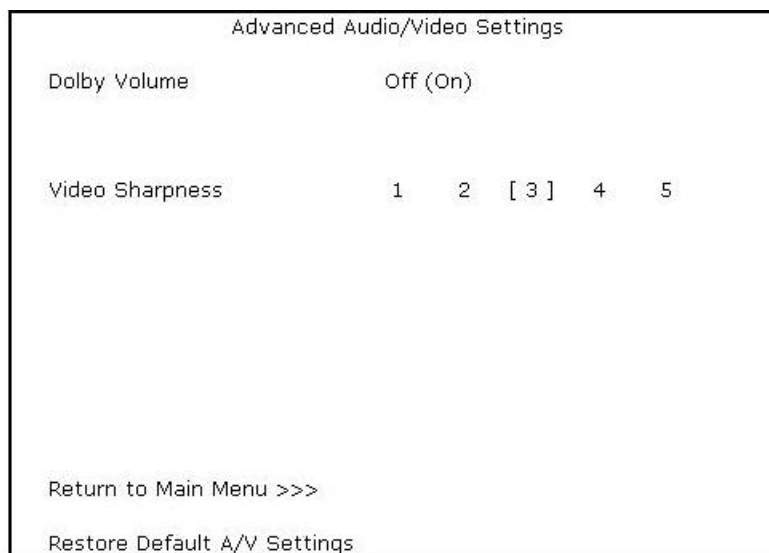 Advanced Audio/Video Settings
Dolby Volume Off (On)
Video Sharpness 1 2 [ 3 ] 4 5
Return to Main Menu >>>
Restore Default A/V Settings